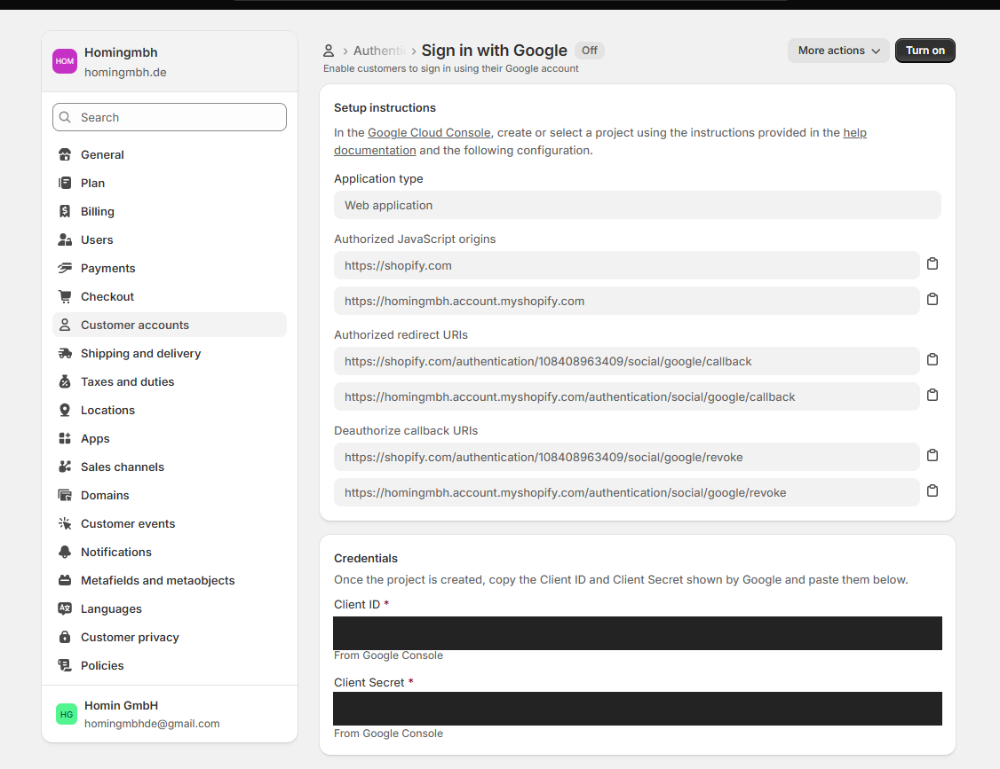 HOM
Homingmbh
homingmbh.de
Search
General
Plan
Billing
Users
Payments
Checkout
Customer accounts
Shipping and delivery
Taxes and duties
Locations
Apps
Sales channels
Domains
Customer events
Notifications
Metafields and metaobjects
Languages
Customer privacy
Policies
HG
Homin GmbH
homingmbhde@gmail.com
› Authenti › Sign in with Google Off
More actions
Turn on
Enable customers to sign in using their Google account
Setup instructions
In the Google Cloud Console, create or select a project using the instructions provided in the help
documentation and the following configuration.
Application type
Web application
Authorized JavaScript origins
https://shopify.com
https://homingmbh.account.myshopify.com
Authorized redirect URIs
https://shopify.com/authentication/108408963409/social/google/callback
https://homingmbh.account.myshopify.com/authentication/social/google/callback
Deauthorize callback URIs
https://shopify.com/authentication/108408963409/social/google/revoke
https://homingmbh.account.myshopify.com/authentication/social/google/revoke
Credentials
Once the project is created, copy the Client ID and Client Secret shown by Google and paste them below.
Client ID *
From Google Console
Client Secret *
From Google Console